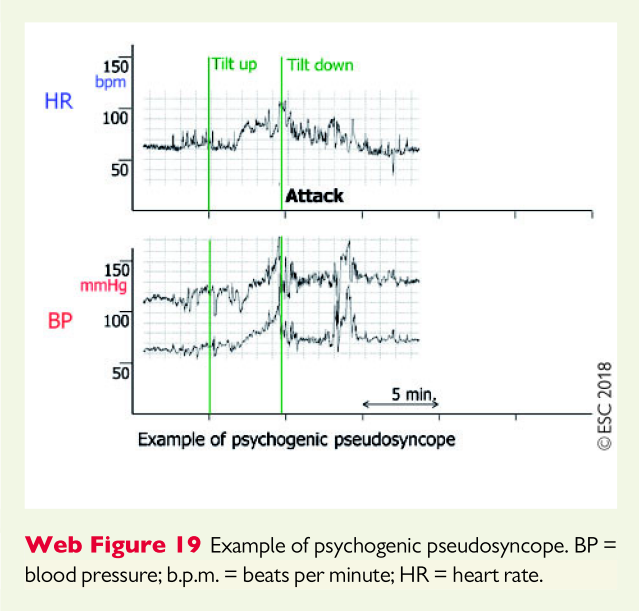 150
Tilt up
Tilt down
bpm
HR
100
50
Attack
150
mmHg
100
BP
50
5 min.
© ESC 2018
Example of psychogenic pseudosyncope
Web Figure 19 Example of psychogenic pseudosyncope. BP =
blood pressure; b.p.m. = beats per minute; HR = heart rate.